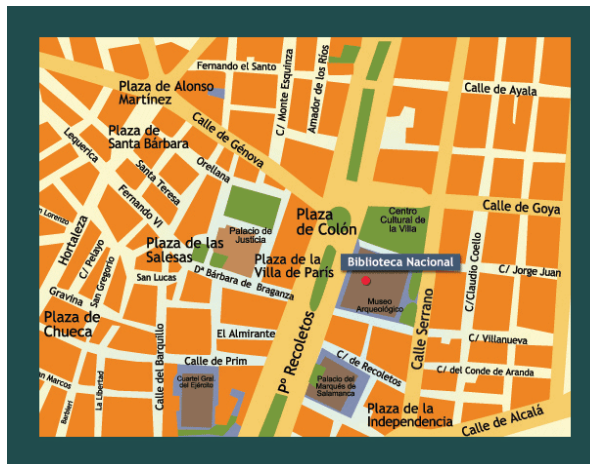 Fernando el Santo
C/ Monte Esquinza
Amador de los Ríos
Calle de Ayala
Plaza de Alonso
Martínez
Calle de Génova
Plaza de
Santa Bárbara
Lequerica
Orellana
Santa Teresa
Fernando VI
Plaza
de Colón
Centro
Cultural de
la Villa
Calle de Goya
Palacio de
Justicia
San Lorenzo
Hortaleza
C/ Pelayo
San Gregorio
Plaza de las
Salesas
Plaza de la
Villa de París
Biblioteca Nacional
C/Claudio Coello
C/ Jorge Juan
San Lucas
Dª Bárbara de Braganza
Gravina
Museo
Arqueológico
Calle Serrano
Plaza de
Chueca
El Almirante
Pº Recoletos
C/ Villanueva
Calle del Barquillo
Calle de Prim
C/ de Recoletos
C/ del Conde de Aranda
an Marcos
Barbieri
La Libertad
Cuartel Gral.
del Ejército
Palacio del
Marqués de
Salamanca
Plaza de la
Independencia
Calle de Alcalá